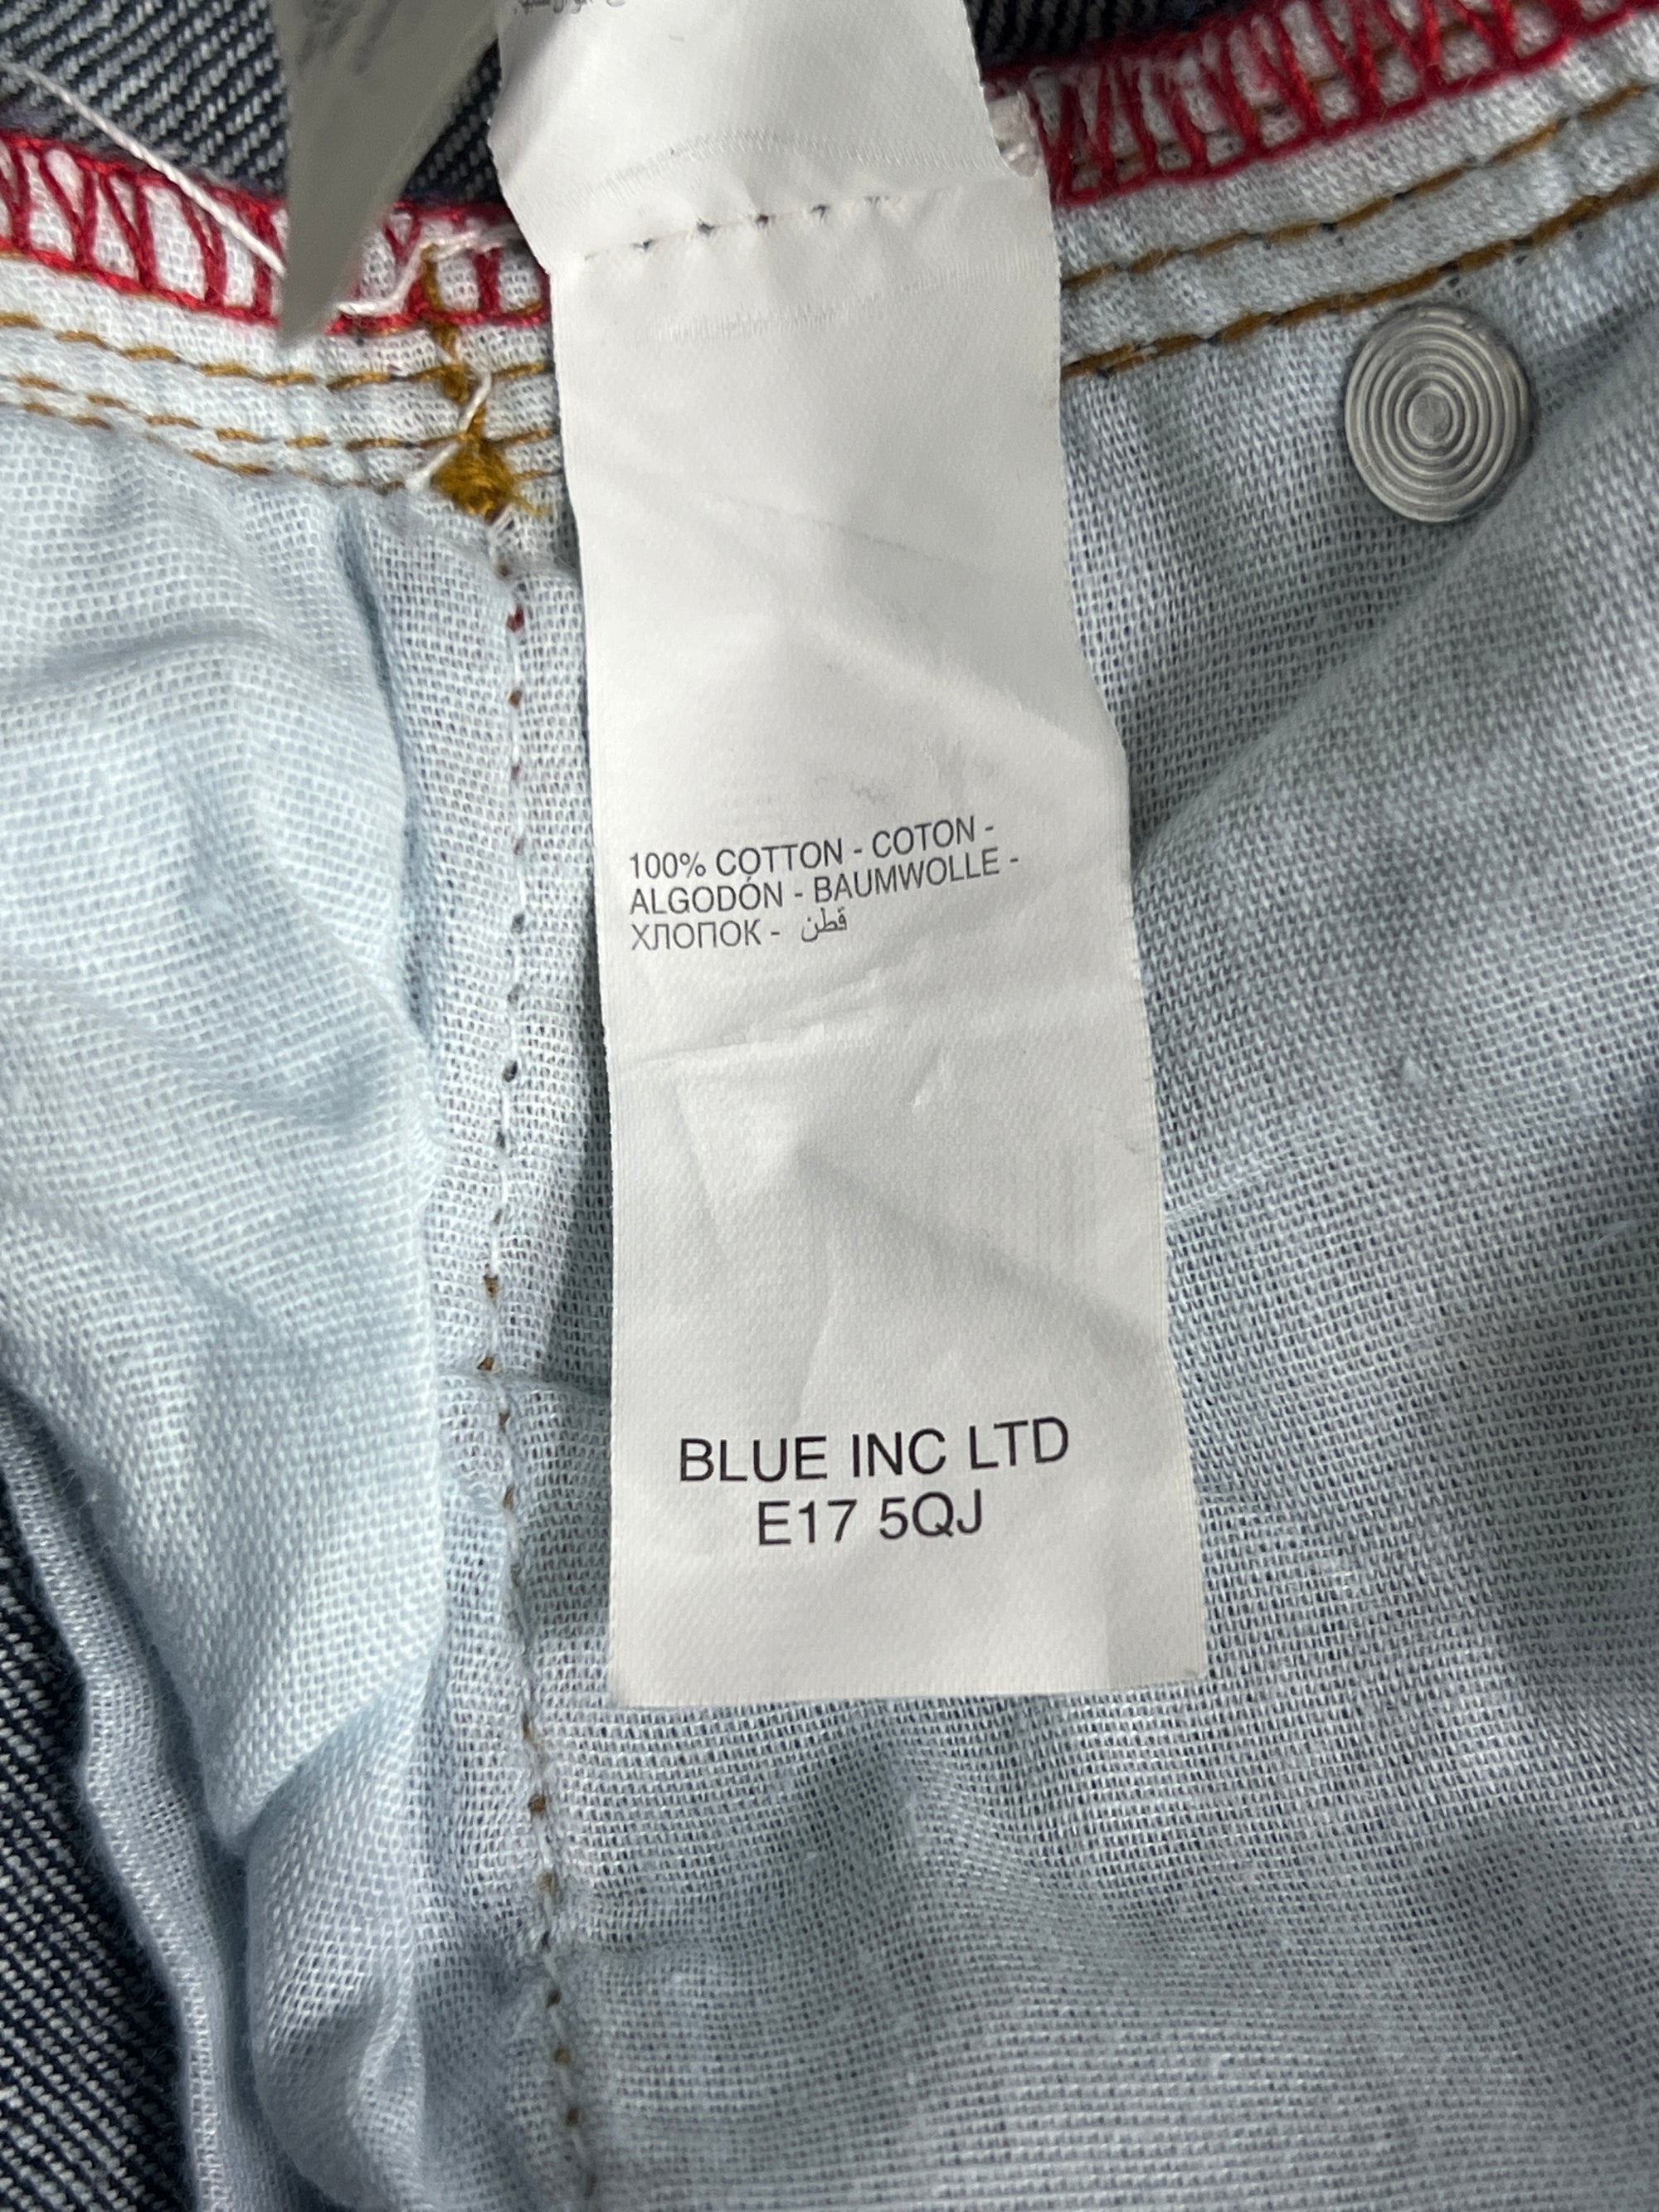 100% COTTON - COTON -
ALGODÓN - BAUMWOLLE -
ХЛОПОК - قطن
BLUE INC LTD
E17 5QJ